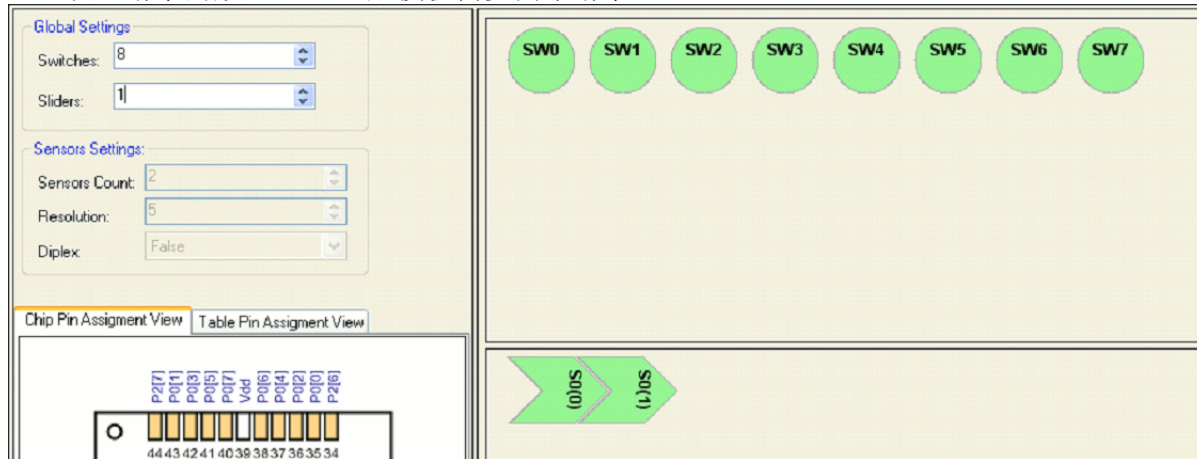 Global Settings
Switches: 8
Sliders: 1
Sensors Settings:
Sensors Count: 2
Resolution: 5
Diplex: False
Chip Pin Assigment View Table Pin Assigment View
P2[7] P0[1] P0[3] P0[5] P0[7] Vdd P0[6] P0[4] P0[2] P0[0] P2[6]
44 43 42 41 40 39 38 37 36 35 34
SW0 SW1 SW2 SW3 SW4 SW5 SW6 SW7
S0(0) S0(1)